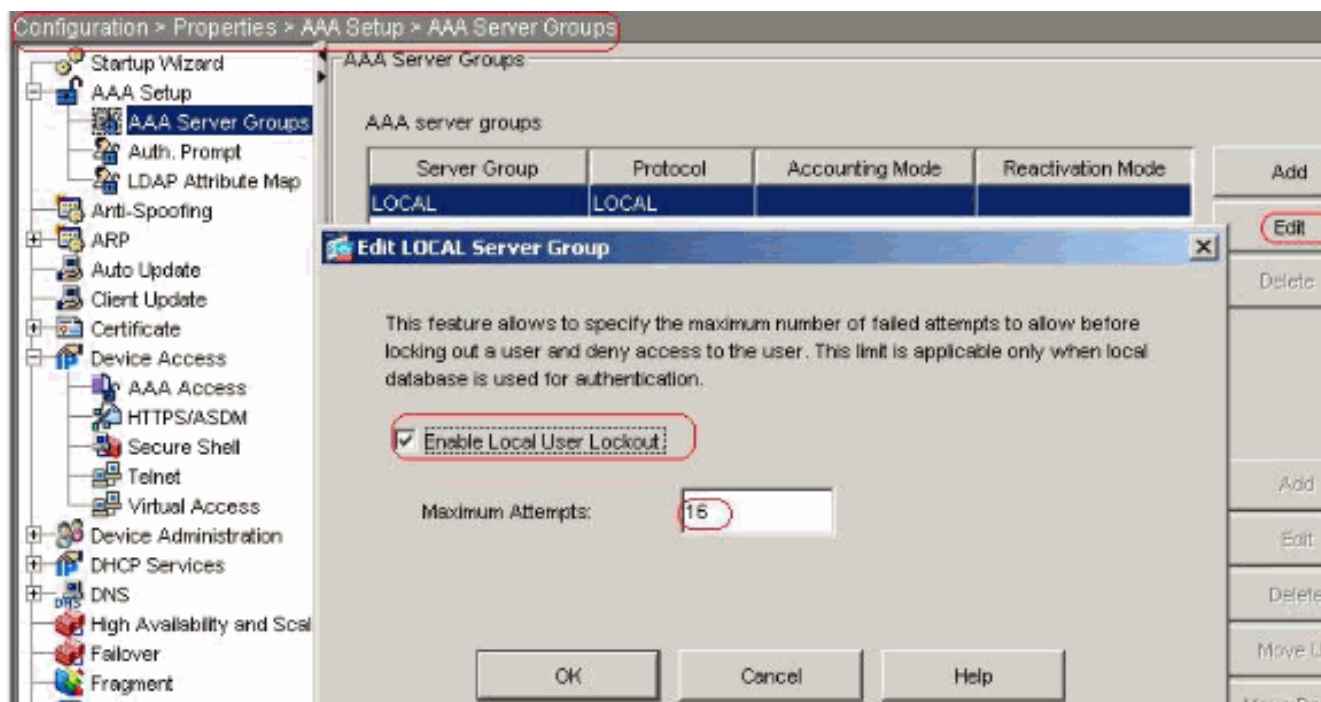 Configuration > Properties > AAA Setup > AAA Server Groups
Startup Wizard
AAA Setup
AAA Server Groups
Auth. Prompt
LDAP Attribute Map
Anti-Spoofing
ARP
Auto Update
Client Update
Certificate
Device Access
AAA Access
HTTPS/ASDM
Secure Shell
Telnet
Virtual Access
Device Administration
DHCP Services
DNS
High Availability and Scal
Failover
Fragment
AAA Server Groups
AAA server groups
Server Group Protocol Accounting Mode Reactivation Mode
LOCAL LOCAL
Add
Edit
Delete
Edit LOCAL Server Group
This feature allows to specify the maximum number of failed attempts to allow before
locking out a user and deny access to the user. This limit is applicable only when local
database is used for authentication.
Enable Local User Lockout
Maximum Attempts: 16
OK Cancel Help
Add
Edit
Delete
Move U